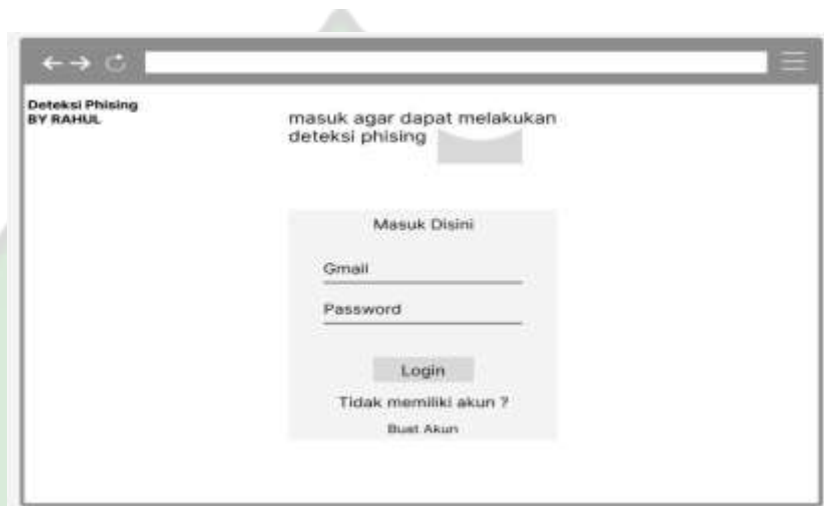 Deteksi Phising
BY RAHUL
masuk agar dapat melakukan
deteksi phising
Masuk Disini
Gmail
Password
Login
Tidak memiliki akun ?
Buat Akun